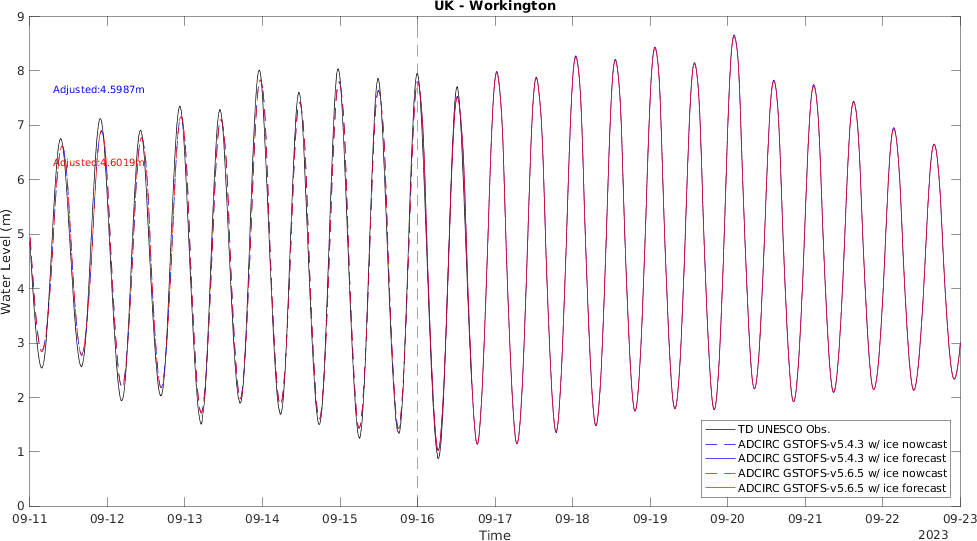 UK - Workington
9
8
7
6
5
4
3
2
1
0
Water Level (m)
Adjusted:4.5987m
Adjusted:4.6019m
TD UNESCO Obs.
ADCIRC GSTOFS-v5.4.3 w/ ice nowcast
ADCIRC GSTOFS-v5.4.3 w/ ice forecast
ADCIRC GSTOFS-v5.6.5 w/ ice nowcast
ADCIRC GSTOFS-v5.6.5 w/ ice forecast
09-11 09-12 09-13 09-14 09-15 09-16 09-17 09-18 09-19 09-20 09-21 09-22 09-23
Time
2023